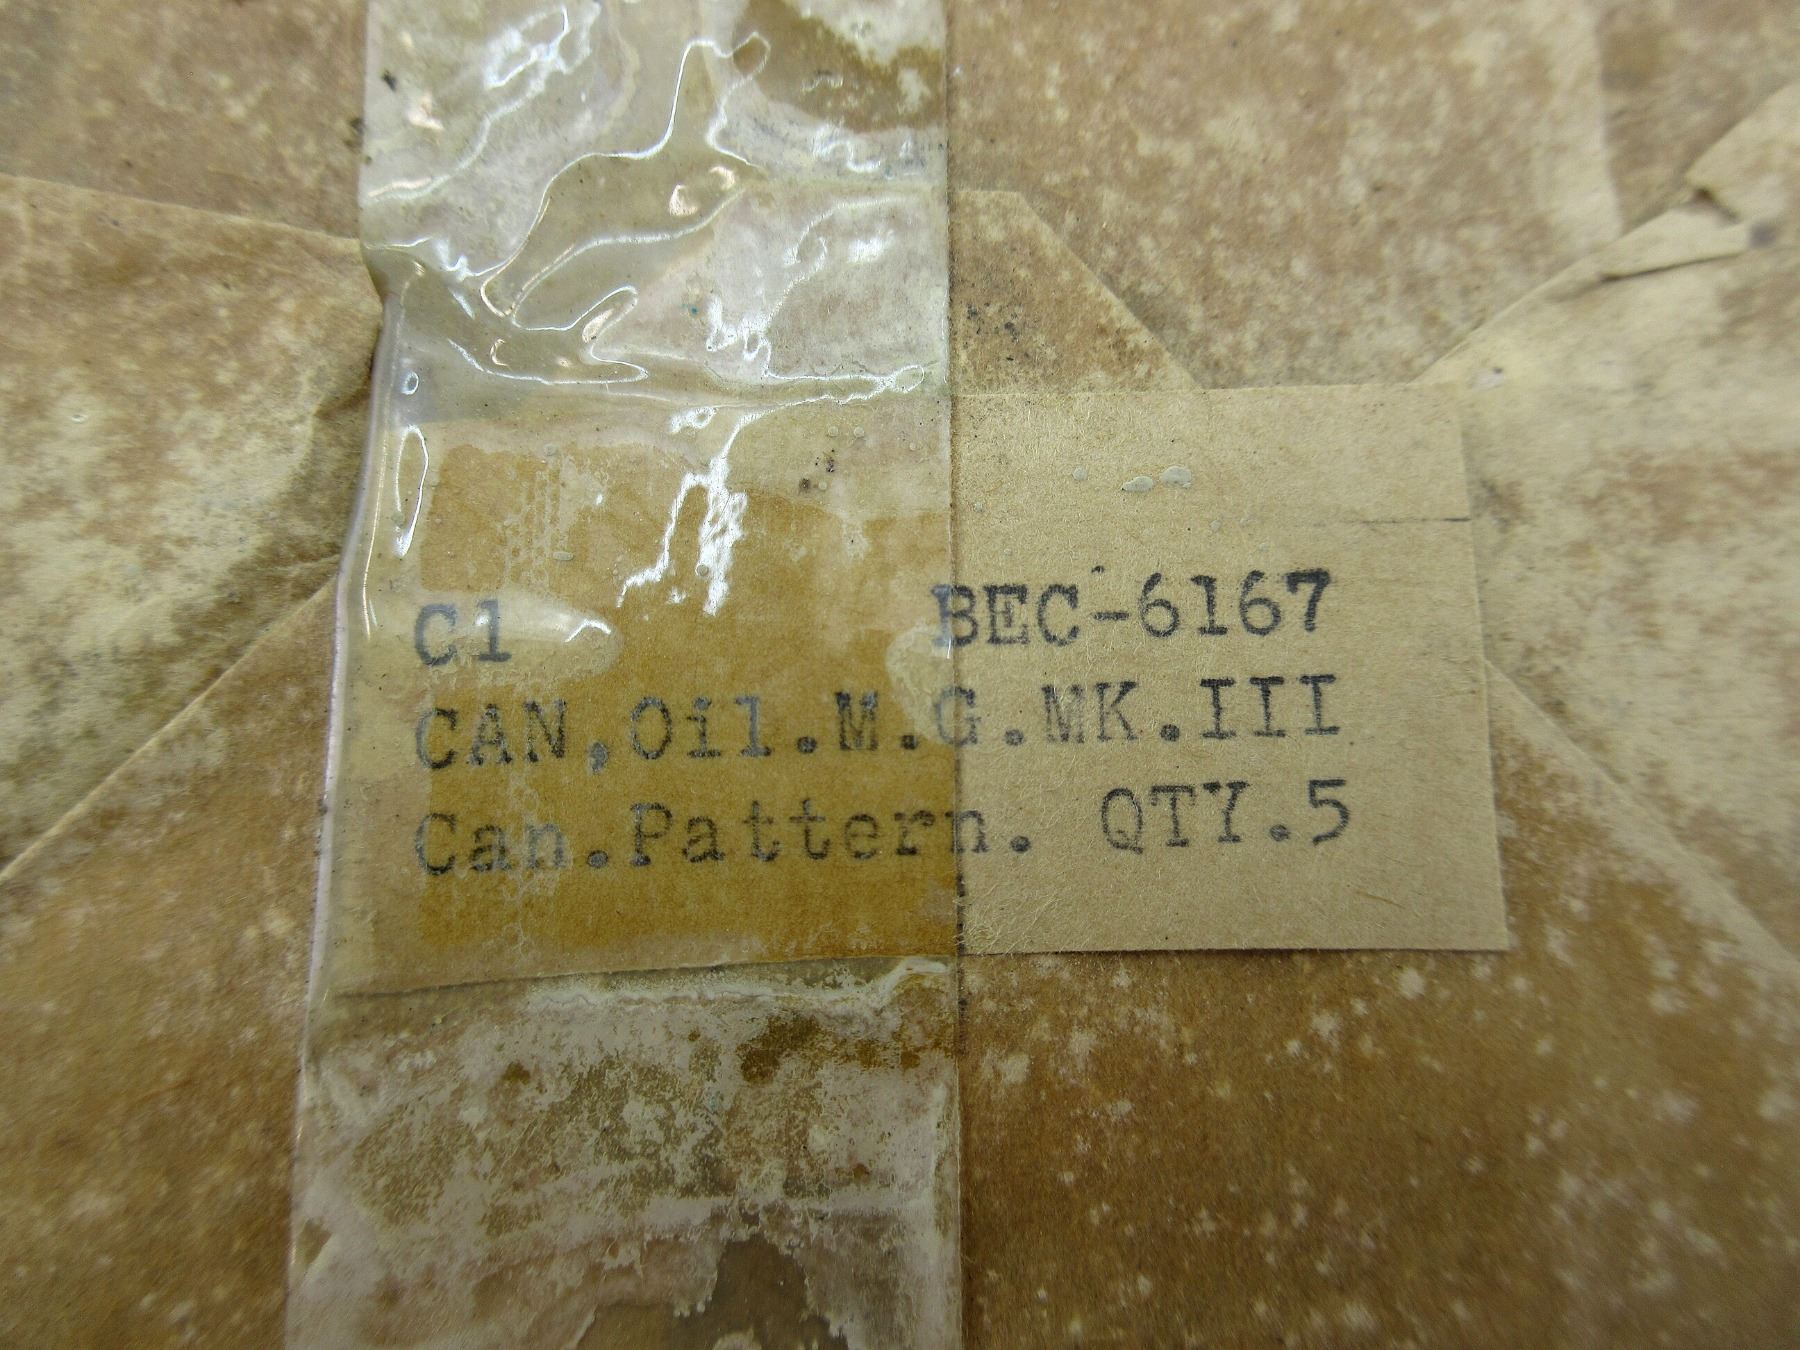 C1 BEC-6167
CAN,Oil.M.G.MK.III
Can.Pattern. QTY.5